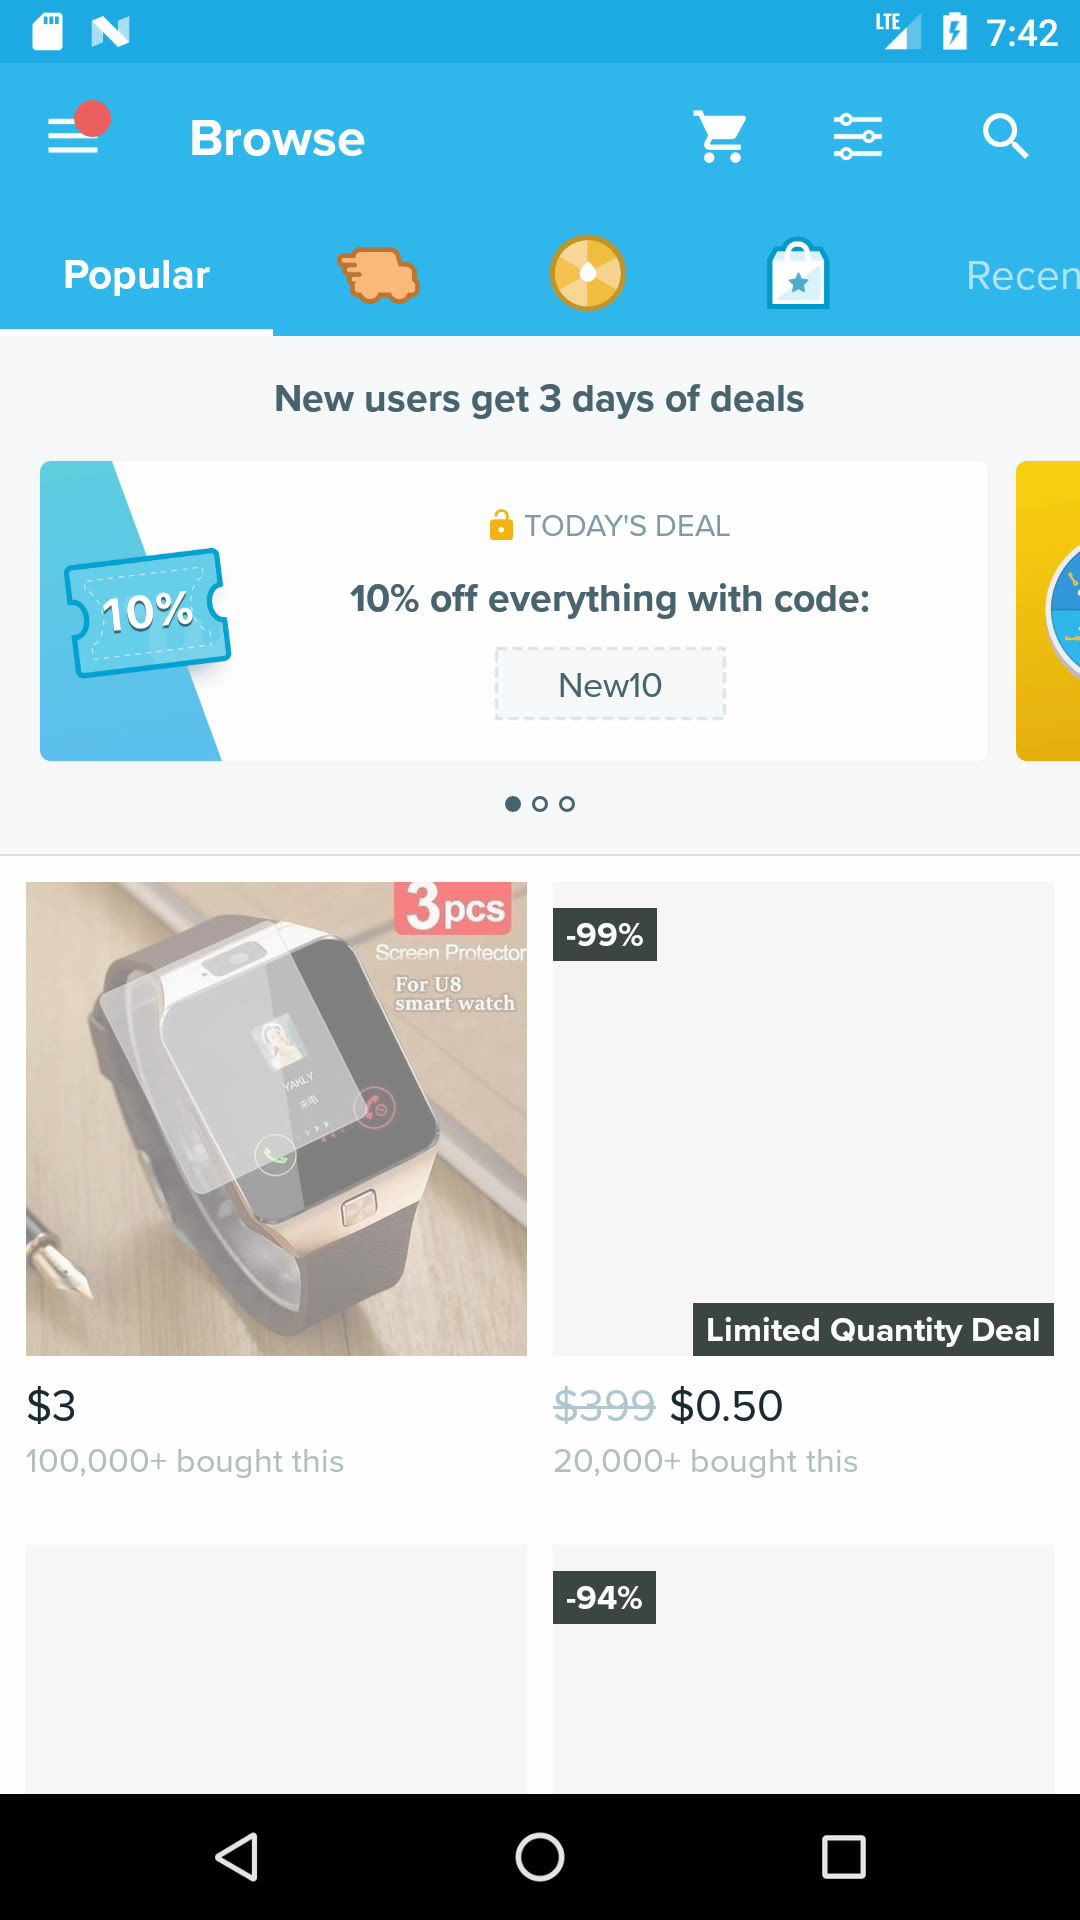 LTE 7:42
Browse
Popular
Recen
New users get 3 days of deals
TODAY'S DEAL
10% off everything with code:
10%
New10
3pcs
Screen Protector
For U8
smart watch
YAKLY
来电
-99%
Limited Quantity Deal
$3
100,000+ bought this
$399 $0.50
20,000+ bought this
-94%